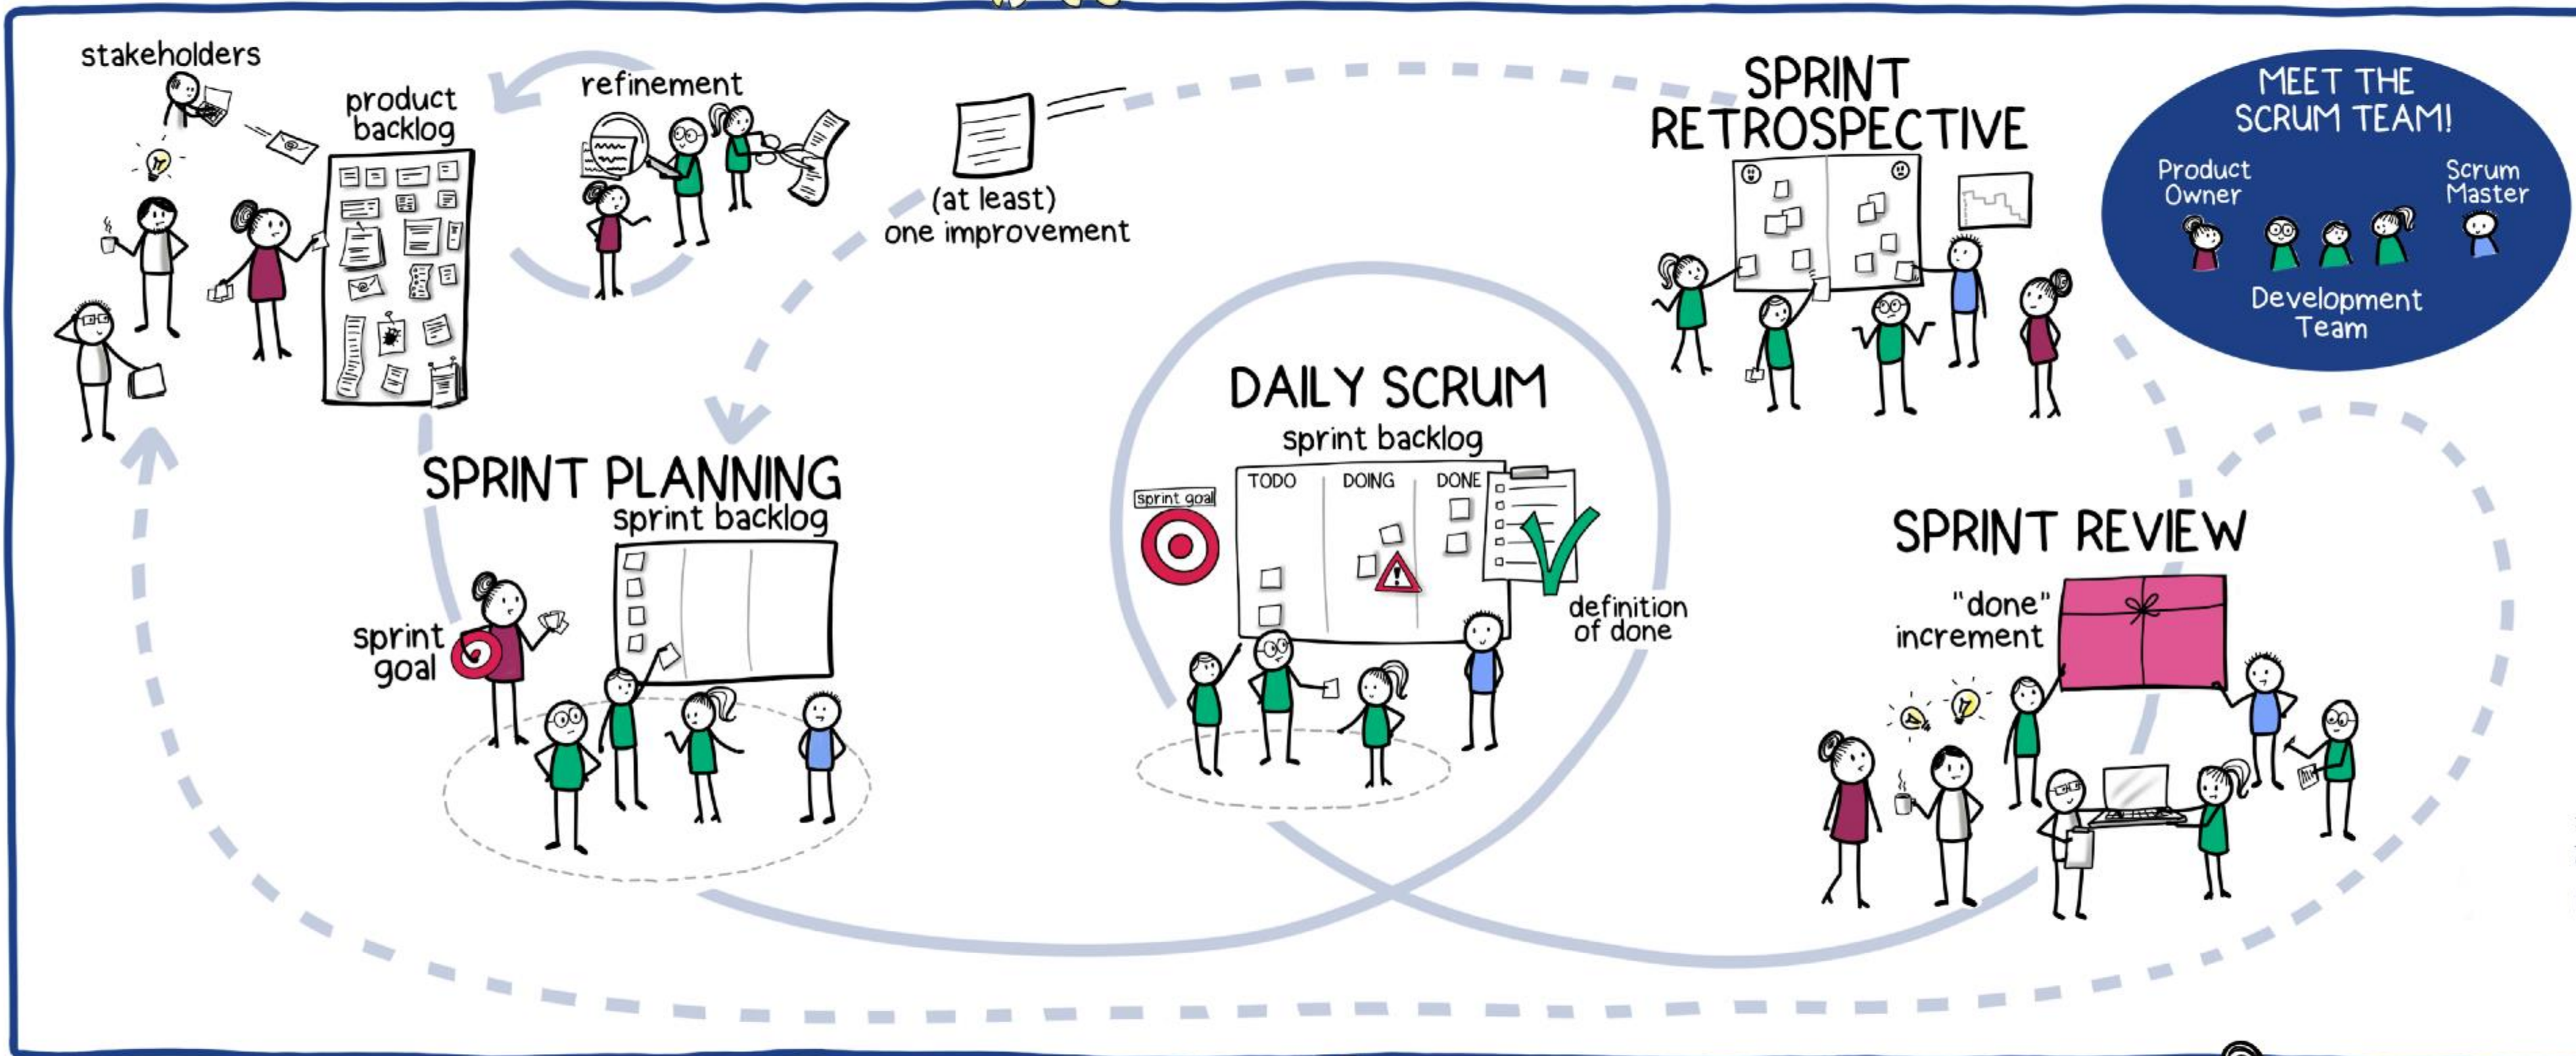 stakeholders
product
backlog
refinement
(at least)
one improvement
SPRINT
RETROSPECTIVE
MEET THE
SCRUM TEAM!
Product
Owner
Scrum
Master
Development
Team
DAILY SCRUM
sprint backlog
sprint goal
TODO
DOING
DONE
definition
of done
SPRINT PLANNING
sprint backlog
sprint
goal
SPRINT REVIEW
"done"
increment